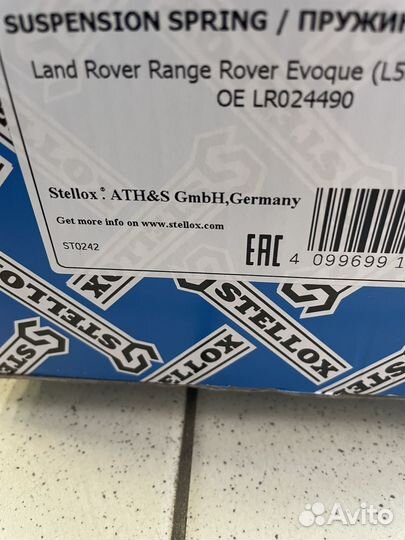 SUSPENSION SPRING / ПРУЖИН
Land Rover Range Rover Evoque (L5
OE LR024490
Stellox®. ATH&S GmbH,Germany
Get more info on www.stellox.com
ST0242
EAC
4 099699 1
STELLOX
STELLOX
STELLOX
STELLOX
Avito